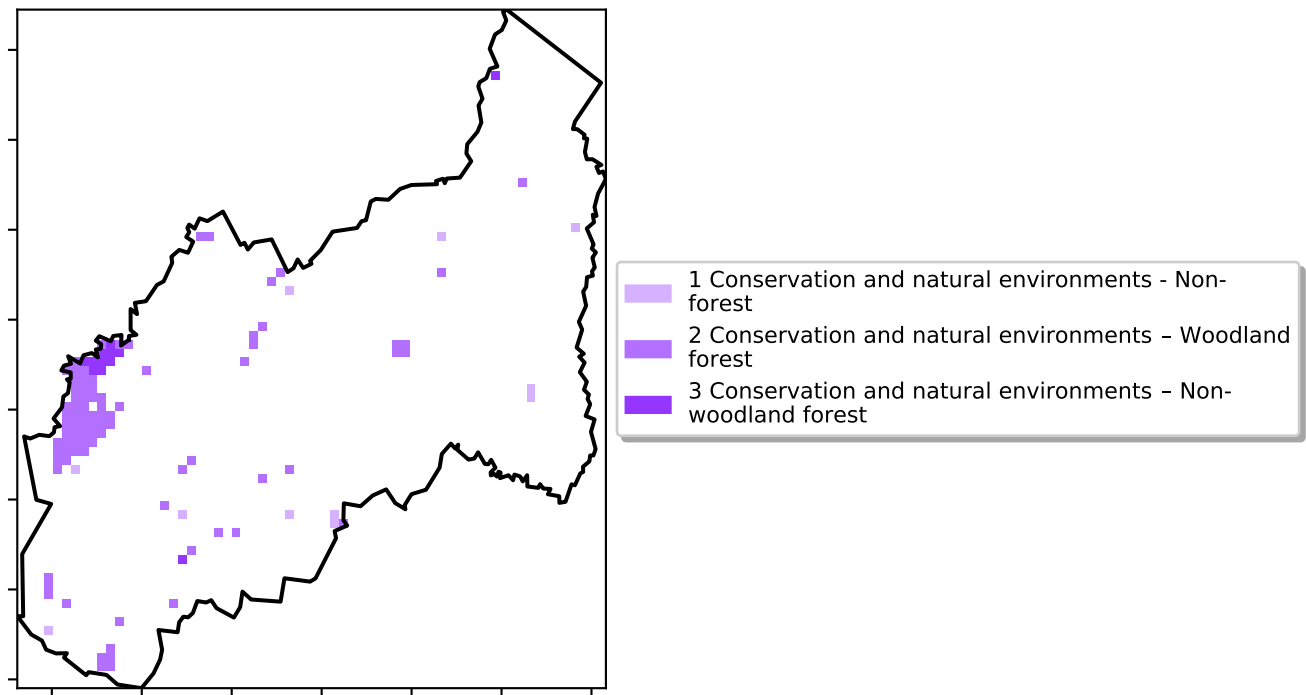 1 Conservation and natural environments - Non-
forest
2 Conservation and natural environments – Woodland
forest
3 Conservation and natural environments – Non-
woodland forest